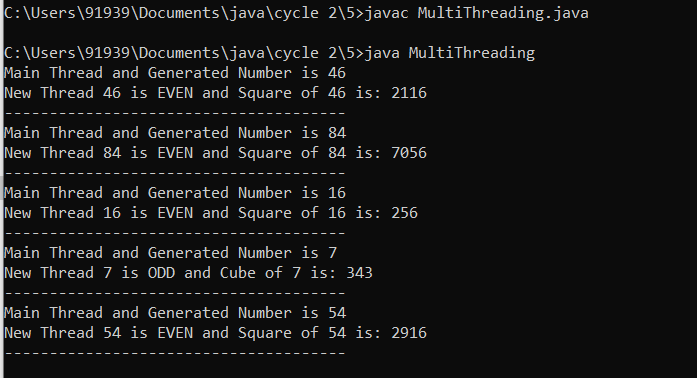 C:\Users\91939\Documents\java\cycle 2\5>javac MultiThreading.java
C:\Users\91939\Documents\java\cycle 2\5>java MultiThreading
Main Thread and Generated Number is 46
New Thread 46 is EVEN and Square of 46 is: 2116
--------------------------------------
Main Thread and Generated Number is 84
New Thread 84 is EVEN and Square of 84 is: 7056
--------------------------------------
Main Thread and Generated Number is 16
New Thread 16 is EVEN and Square of 16 is: 256
--------------------------------------
Main Thread and Generated Number is 7
New Thread 7 is ODD and Cube of 7 is: 343
--------------------------------------
Main Thread and Generated Number is 54
New Thread 54 is EVEN and Square of 54 is: 2916
--------------------------------------